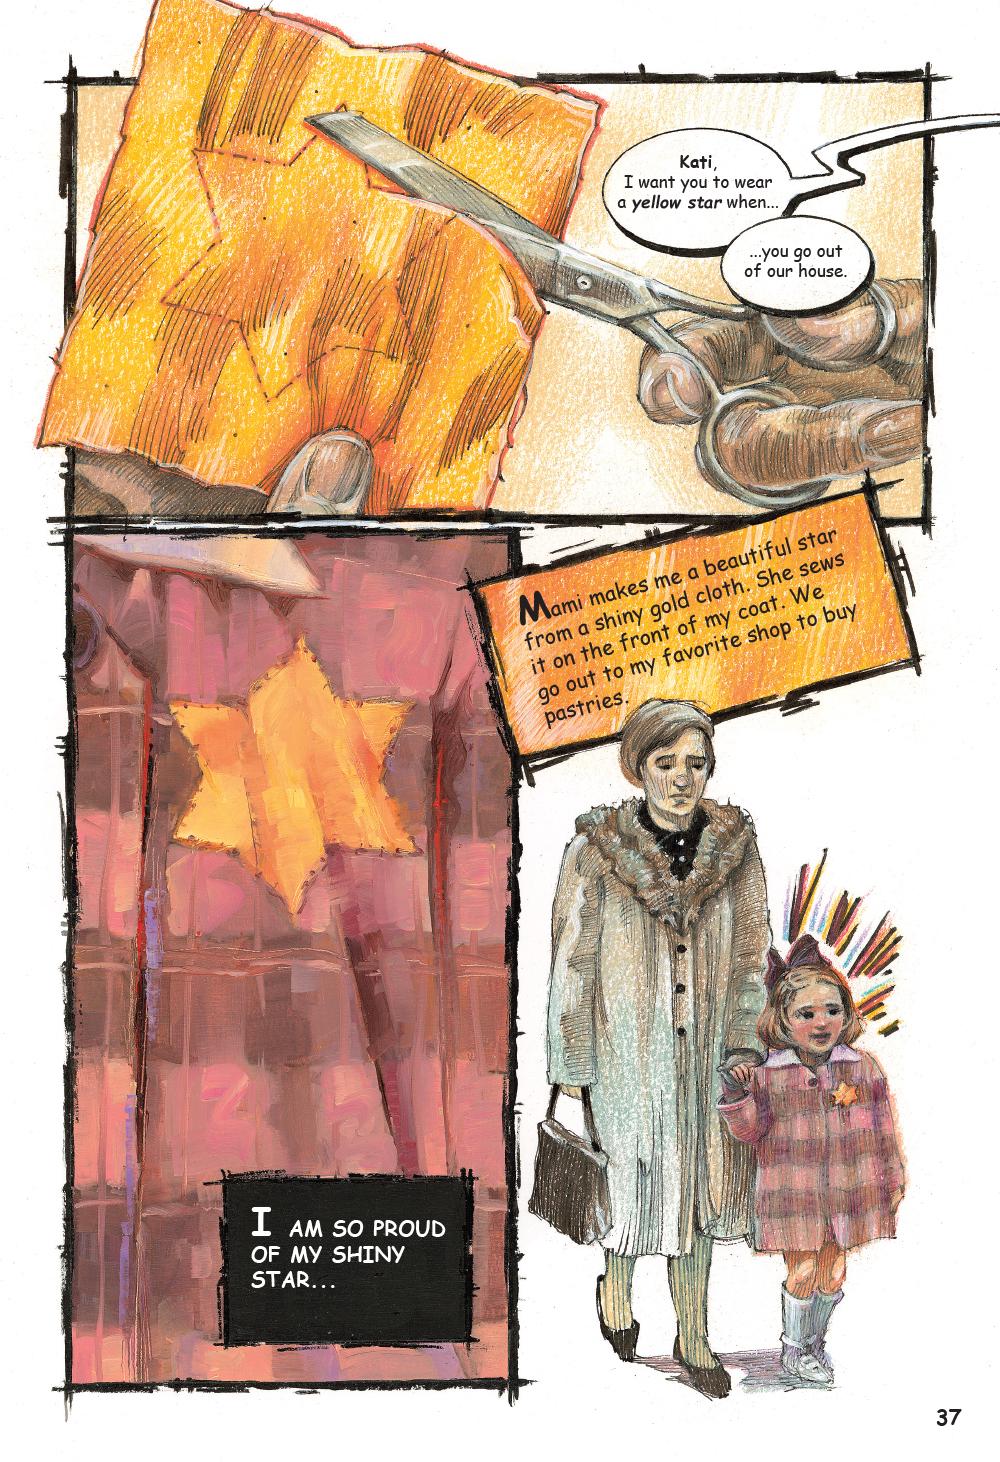 Kati,
I want you to wear
a yellow star when...
...you go out
of our house.
Mami makes me a beautiful star
from a shiny gold cloth. She sews
it on the front of my coat. We
go out to my favorite shop to buy
pastries.
I AM SO PROUD
OF MY SHINY
STAR...
37